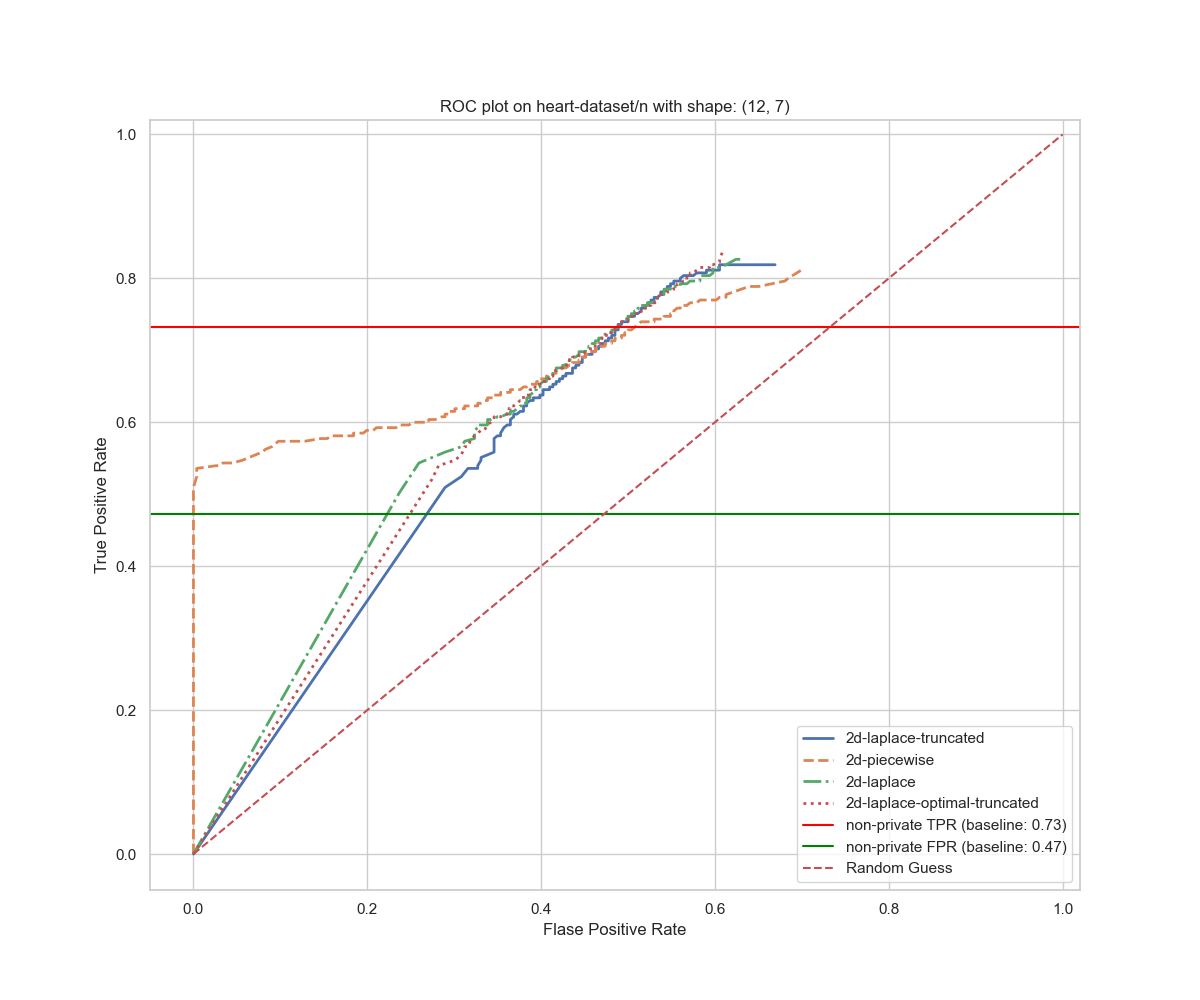 ROC plot on heart-dataset/n with shape: (12, 7)
1.0
0.8
0.6
0.4
0.2
0.0
True Positive Rate
0.0 0.2 0.4 0.6 0.8 1.0
Flase Positive Rate
2d-laplace-truncated
2d-piecewise
2d-laplace
2d-laplace-optimal-truncated
non-private TPR (baseline: 0.73)
non-private FPR (baseline: 0.47)
Random Guess